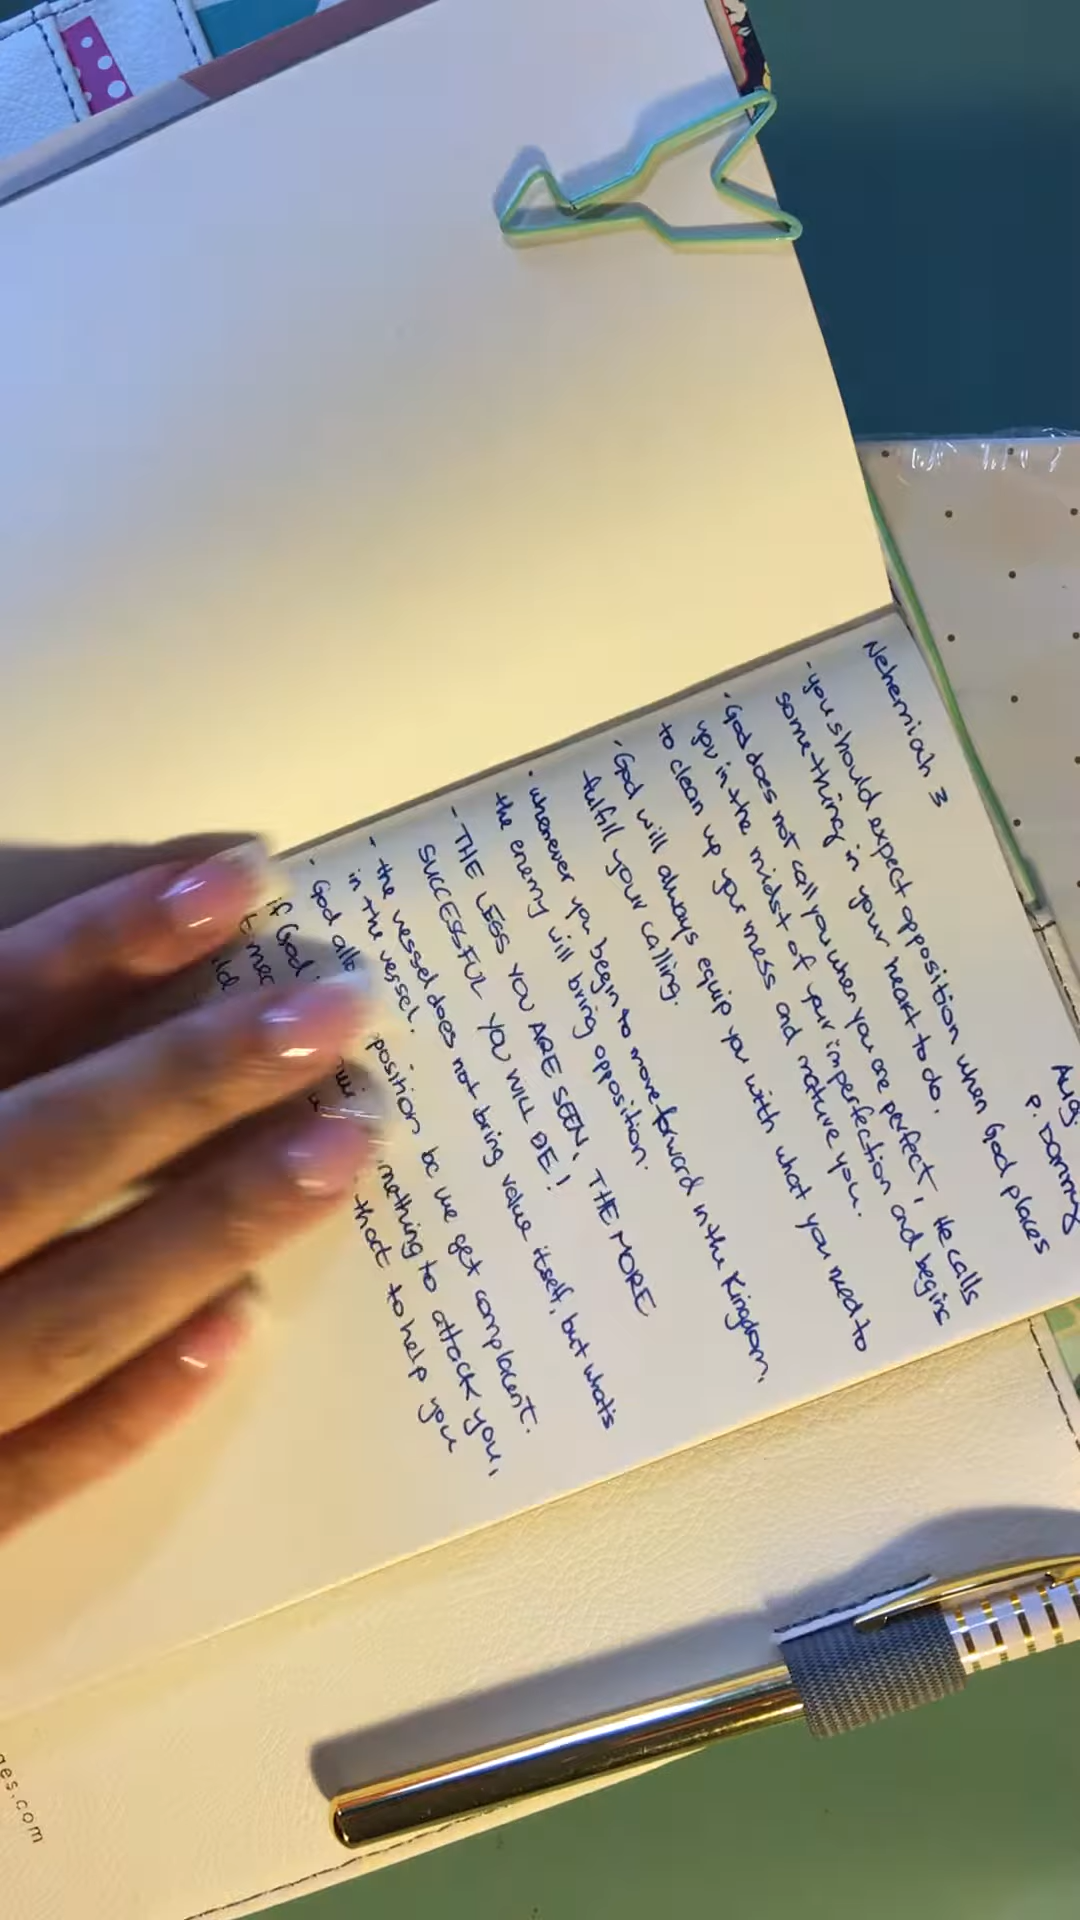 Aug.
Nehemiah 3
P. Danny
- you should expect opposition when God places
something in your heart to do.
- God does not call you when you are perfect, He calls
you in the midst of your imperfection and begins
to clean up your mess and mature you.
- God will always equip you with what you need to
fulfill your calling.
- whenever you begin to move forward in the Kingdom,
the enemy will bring opposition.
- THE LESS YOU ARE SEEN, THE MORE
SUCCESSFUL YOU WILL BE!
- the vessel does not bring value itself, but what's
in the vessel.
- God position bc we get complacent.
if God to attack you,
that to help you
.com